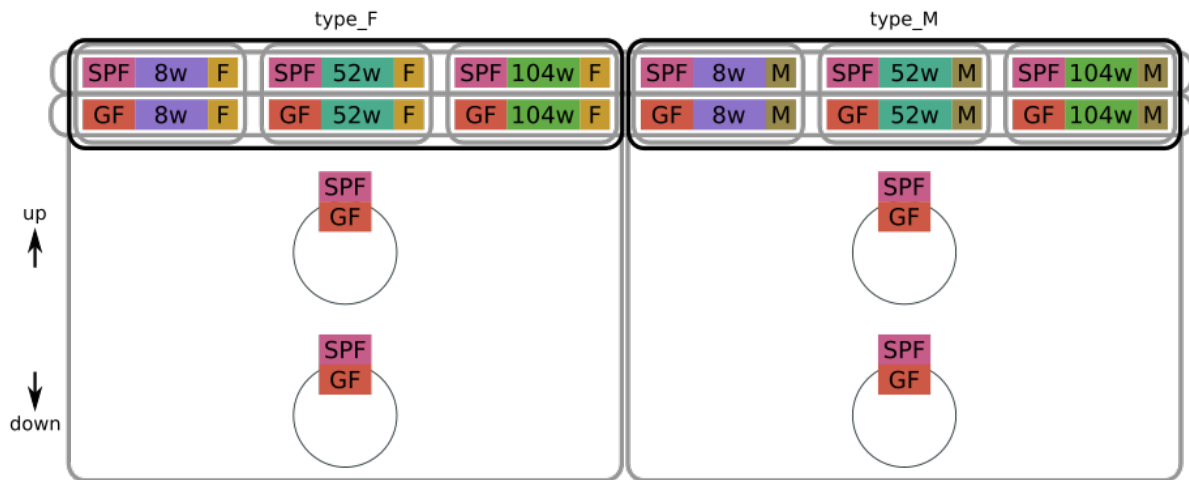 type_F type_M
SPF 8w F SPF 52w F SPF 104w F SPF 8w M SPF 52w M SPF 104w M
GF 8w F GF 52w F GF 104w F GF 8w M GF 52w M GF 104w M
SPF SPF
GF GF
up
SPF SPF
GF GF
down